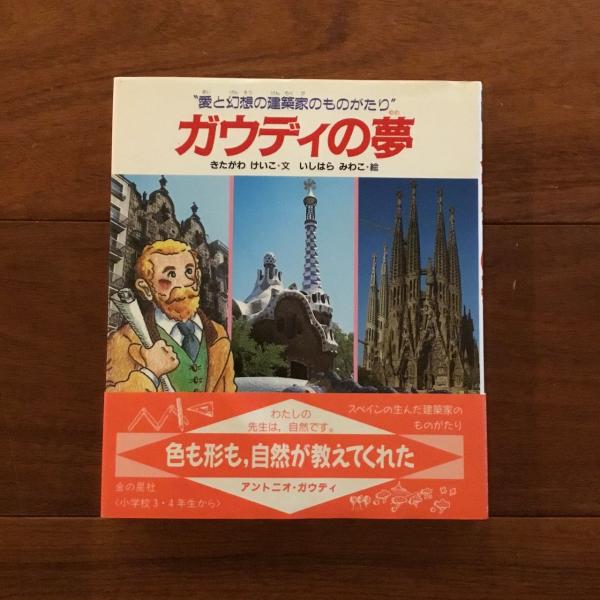 "愛と幻想の建築家のものがたり"
ガウディの夢
きたがわ けいこ・文 いしはら みわこ・絵
わたしの
先生は,自然です。
スペインの生んだ建築家の
ものがたり
色も形も,自然が教えてくれた
アントニオ・ガウディ
金の星社
〈小学校3・4年生から〉